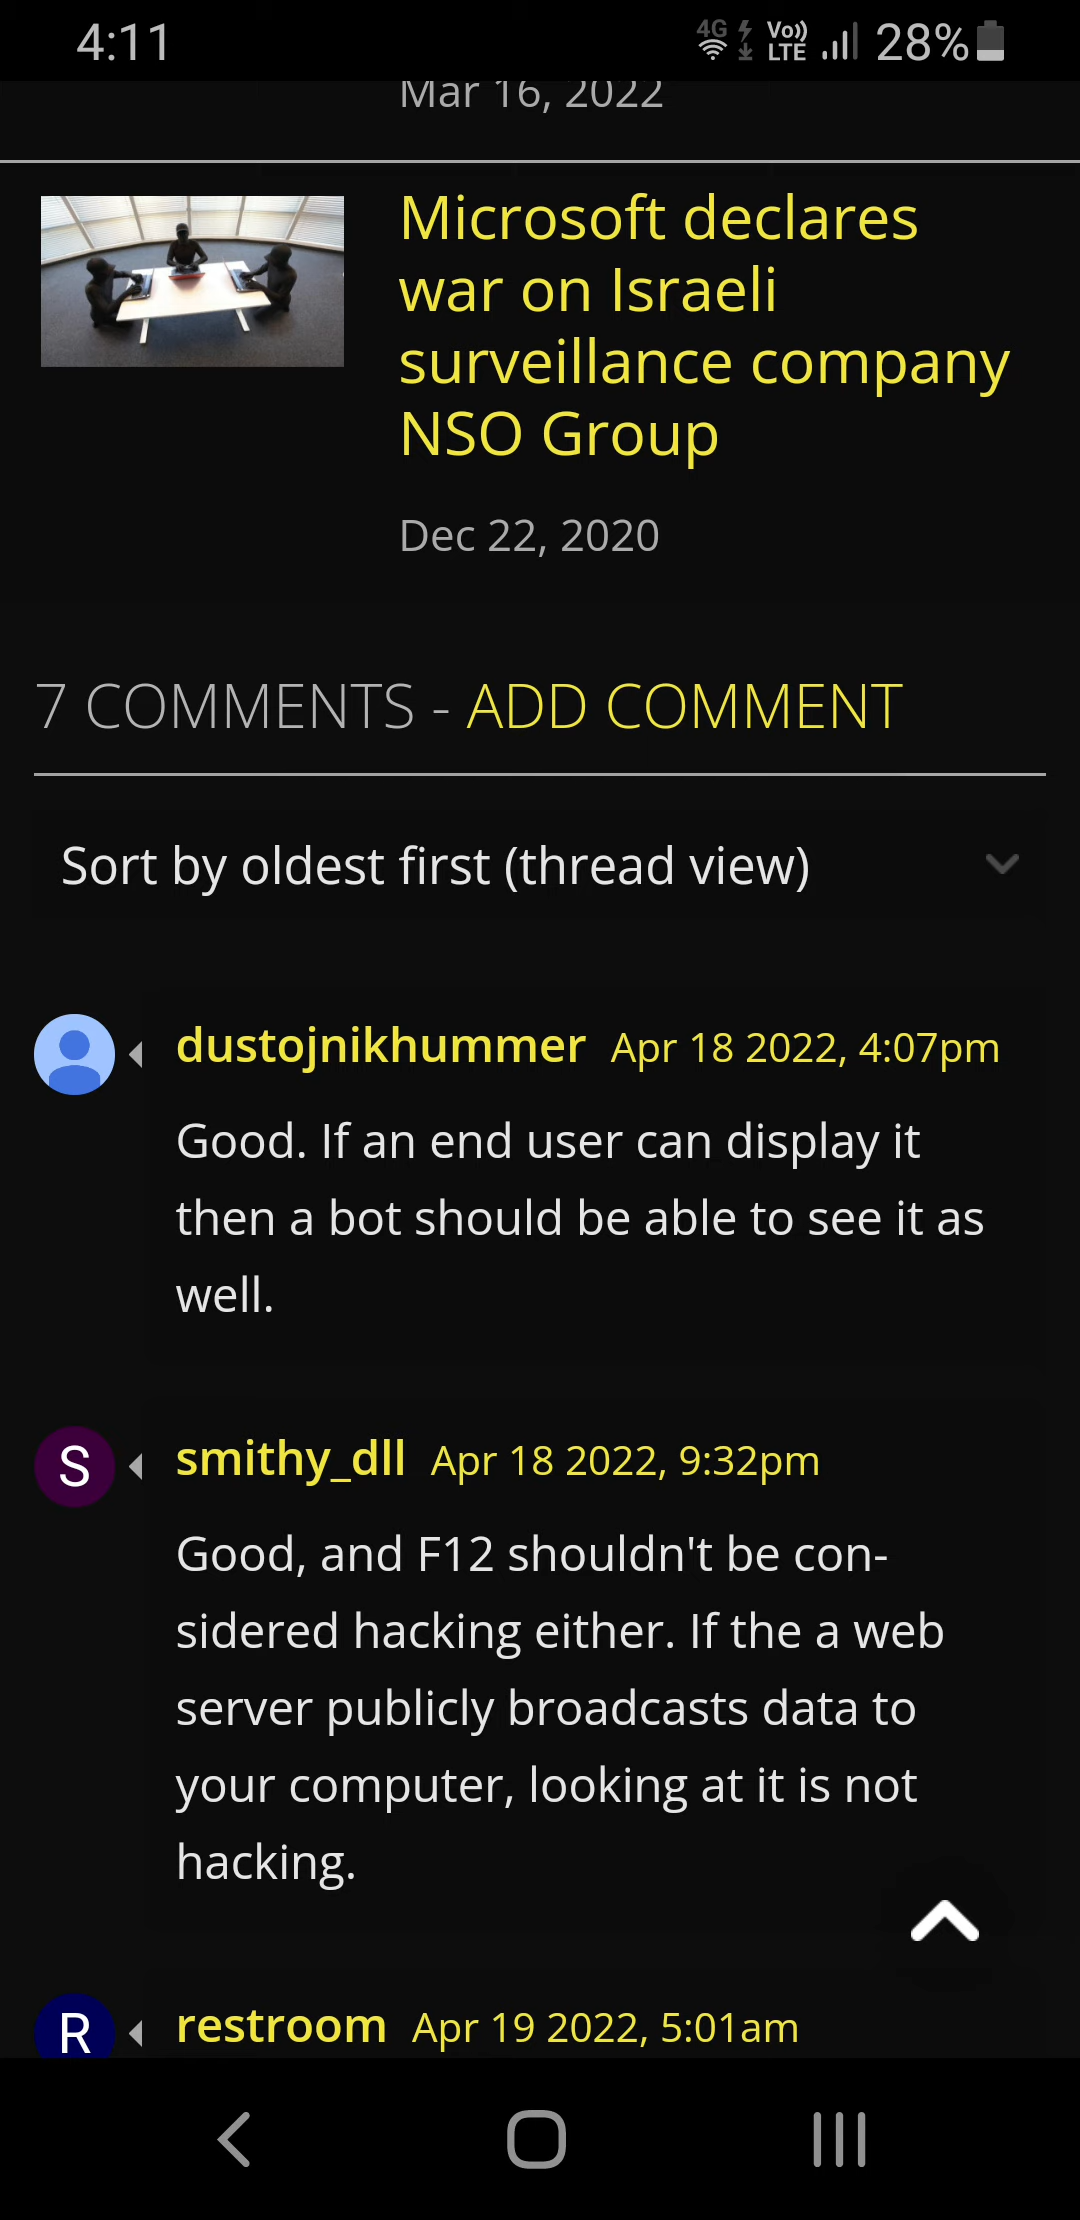 4:11
4G Vo)) LTE 28%
Mar 16, 2022
Microsoft declares
war on Israeli
surveillance company
NSO Group
Dec 22, 2020
7 COMMENTS - ADD COMMENT
Sort by oldest first (thread view)
dustojnikhummer Apr 18 2022, 4:07pm
Good. If an end user can display it
then a bot should be able to see it as
well.
S smithy_dll Apr 18 2022, 9:32pm
Good, and F12 shouldn't be con-
sidered hacking either. If the a web
server publicly broadcasts data to
your computer, looking at it is not
hacking.
R restroom Apr 19 2022, 5:01am